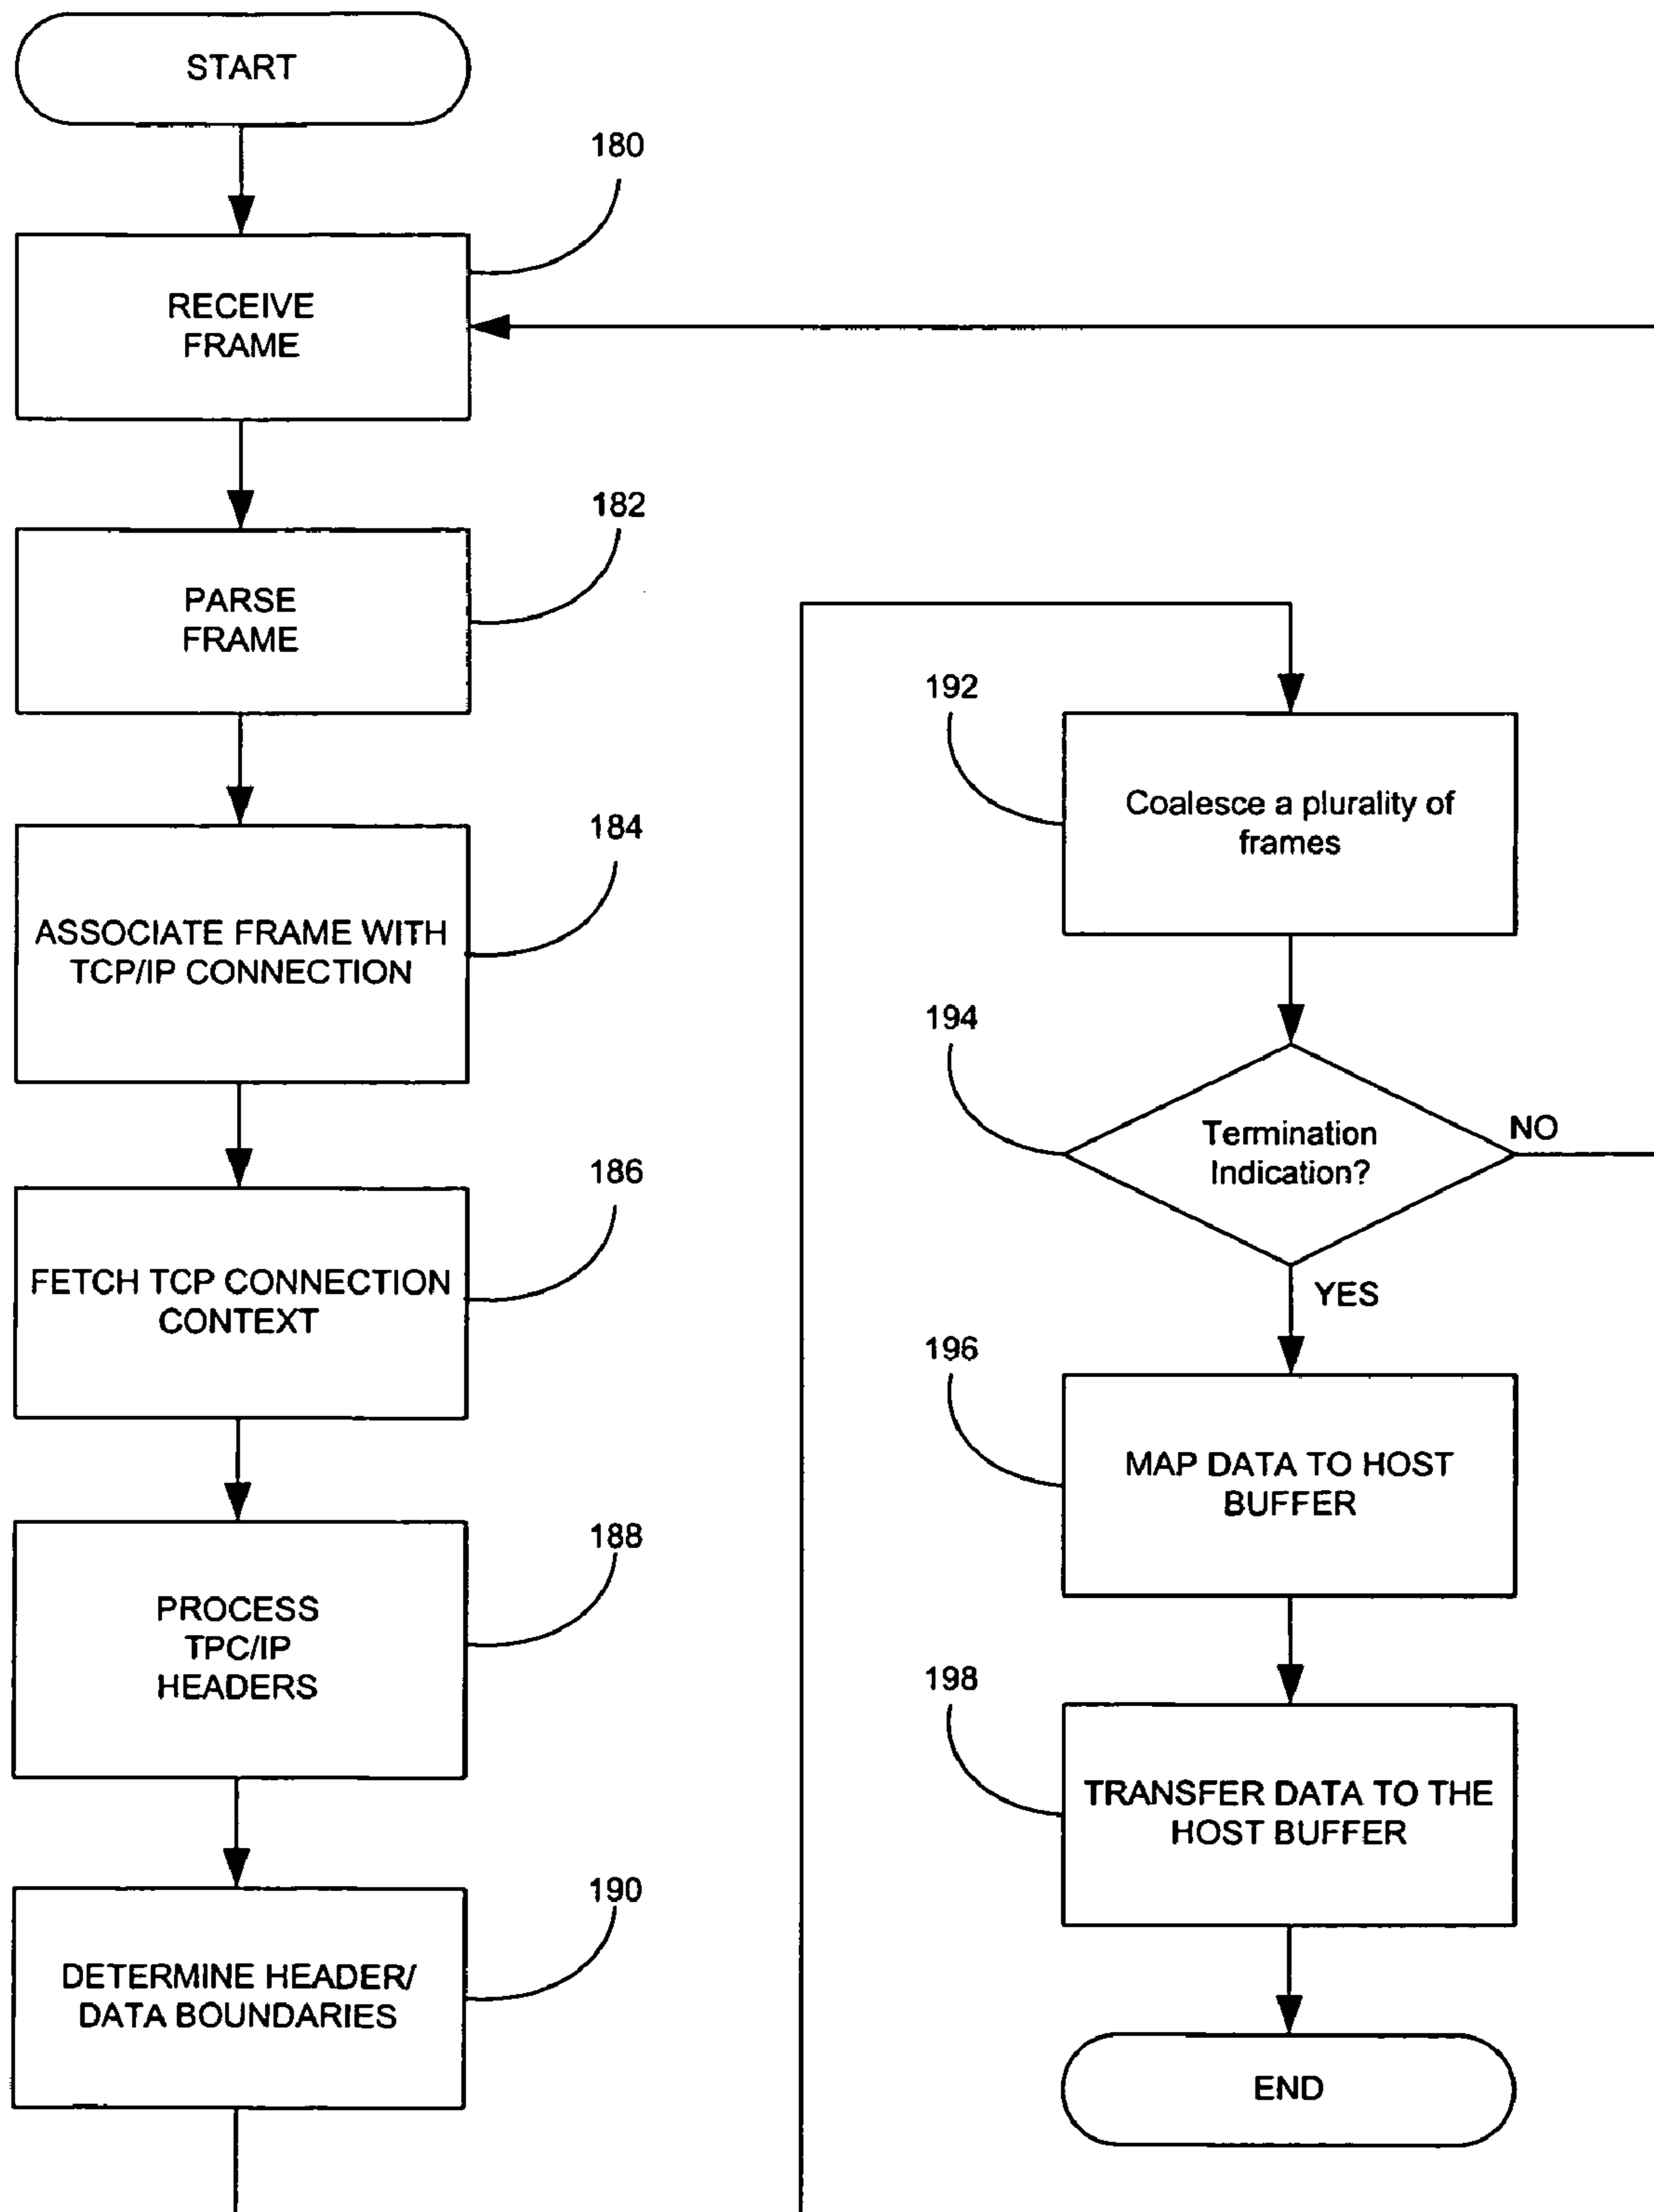 START
180
RECEIVE
FRAME
182
PARSE
FRAME
184
ASSOCIATE FRAME WITH
TCP/IP CONNECTION
186
FETCH TCP CONNECTION
CONTEXT
188
PROCESS
TPC/IP
HEADERS
190
DETERMINE HEADER/
DATA BOUNDARIES
192
Coalesce a plurality of
frames
194
Termination
Indication?
NO
YES
196
MAP DATA TO HOST
BUFFER
198
TRANSFER DATA TO THE
HOST BUFFER
END